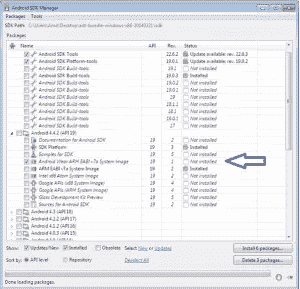 Android SDK Manager
Packages Tools
SDK Path:
Packages
Name API Rev. Status
Android SDK Tools 22.6.2 Update available: rev. 22.6.3
Android SDK Platform-tools 19.0.1 Update available: rev. 19.0.2
Android SDK Build-tools 19.1 Not installed
Android SDK Build-tools 19.0.3 Installed
Android SDK Build-tools 19.0.2 Not installed
Android SDK Build-tools 19.0.1 Not installed
Android SDK Build-tools 19 Not installed
Android SDK Build-tools 18.1.1 Not installed
Android SDK Build-tools 18.1 Not installed
Android SDK Build-tools 18.0.1 Not installed
Android SDK Build-tools 17 Not installed
Android 4.4.2 (API 19)
Documentation for Android SDK 19 2 Not installed
SDK Platform 19 3 Installed
Samples for SDK 19 Not installed
Android Wear ARM EABI v7a System Image 19 Not installed
ARM EABI v7a System Image 19 2 Installed
Intel x86 Atom System Image 19 Not installed
Google APIs (x86 System Image) 19 Not installed
Google APIs (ARM System Image) 19 Not installed
Glass Development Kit Preview 19 Not installed
Sources for Android SDK 19 2 Not installed
Android 4.3 (API 18)
Android 4.2.2 (API 17)
Android 4.1.2 (API 16)
Android 4.0.3 (API 15)
Show: Updates/New Installed Obsolete Select New or Updates Install 6 packages...
Sort by: API level Repository Deselect All Delete 5 packages...
Done loading packages.